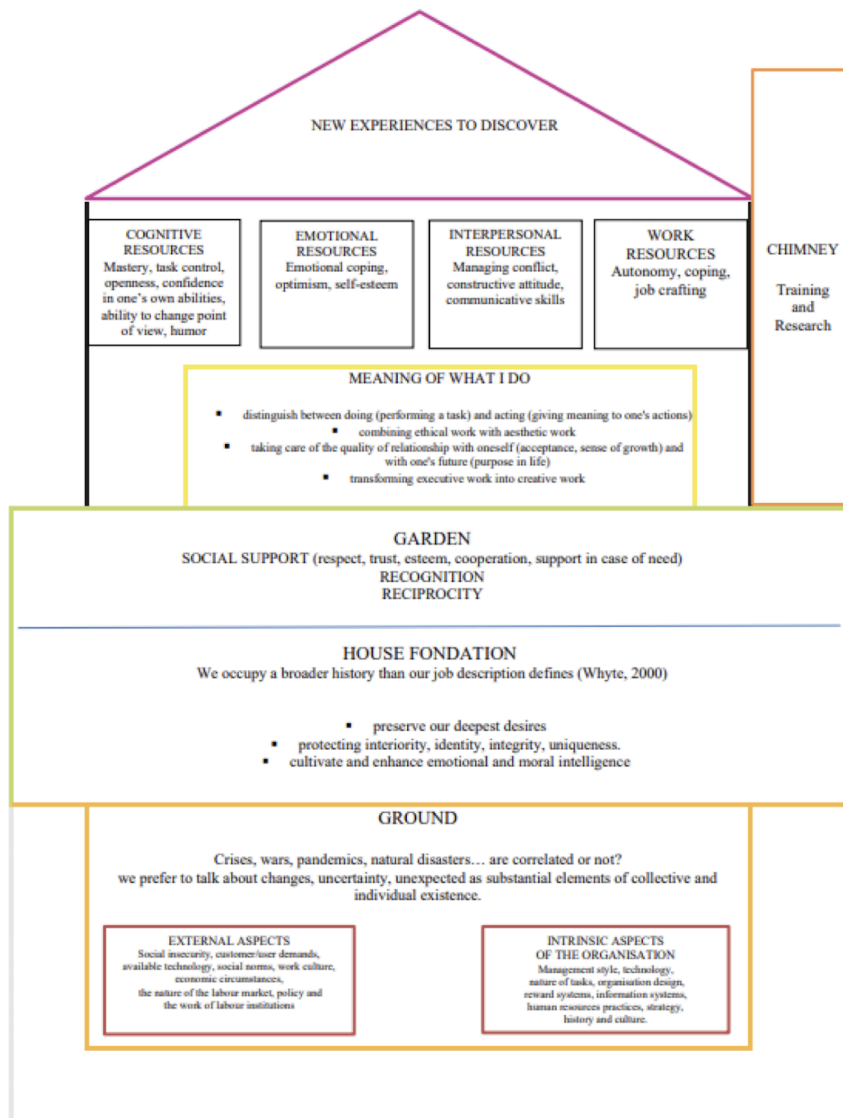 NEW EXPERIENCES TO DISCOVER
COGNITIVE
RESOURCES
Mastery, task control,
openness, confidence
in one's own abilities,
ability to change point
of view, humor
EMOTIONAL
RESOURCES
Emotional coping,
optimism, self-esteem
INTERPERSONAL
RESOURCES
Managing conflict,
constructive attitude,
communicative skills
WORK
RESOURCES
Autonomy, coping,
job crafting
CHIMNEY
Training
and
Research
MEANING OF WHAT I DO
▪ distinguish between doing (performing a task) and acting (giving meaning to one's actions)
▪ combining ethical work with aesthetic work
▪ taking care of the quality of relationship with oneself (acceptance, sense of growth) and
with one's future (purpose in life)
▪ transforming executive work into creative work
GARDEN
SOCIAL SUPPORT (respect, trust, esteem, cooperation, support in case of need)
RECOGNITION
RECIPROCITY
HOUSE FONDATION
We occupy a broader history than our job description defines (Whyte, 2000)
▪ preserve our deepest desires
▪ protecting interiority, identity, integrity, uniqueness.
▪ cultivate and enhance emotional and moral intelligence
GROUND
Crises, wars, pandemics, natural disasters… are correlated or not?
we prefer to talk about changes, uncertainty, unexpected as substantial elements of collective and
individual existence.
EXTERNAL ASPECTS
Social insecurity, customer/user demands,
available technology, social norms, work culture,
economic circumstances,
the nature of the labour market, policy and
the work of labour institutions
INTRINSIC ASPECTS
OF THE ORGANISATION
Management style, technology,
nature of tasks, organisation design,
reward systems, information systems,
human resources practices, strategy,
history and culture.